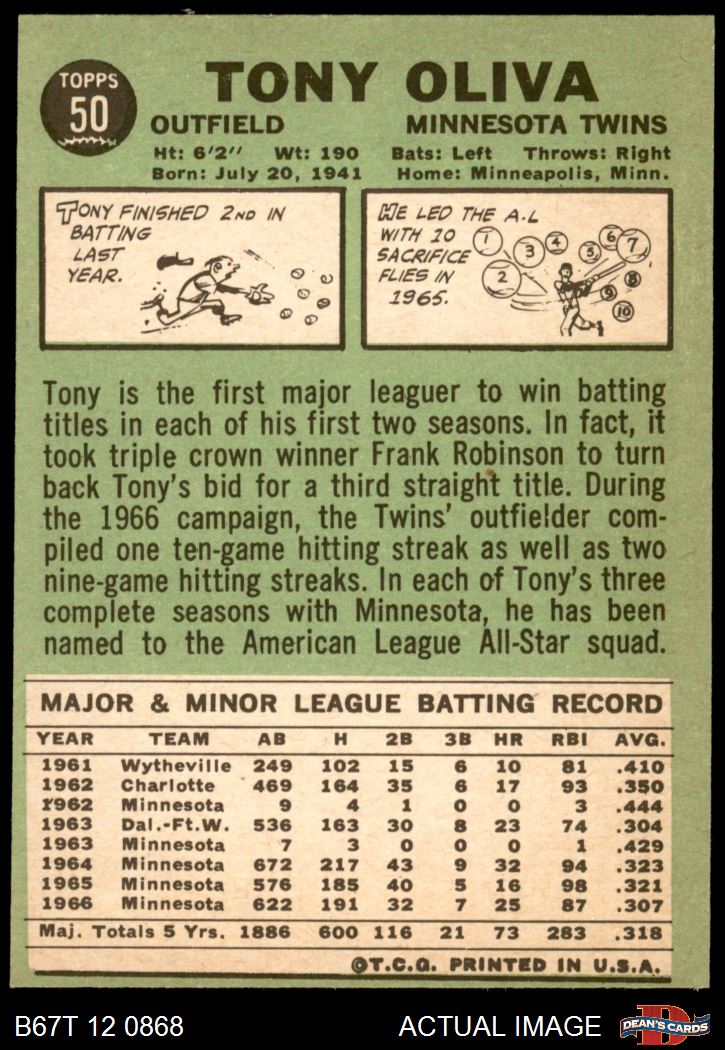 TOPPS
50
TONY OLIVA
OUTFIELD MINNESOTA TWINS
Ht: 6'2" Wt: 190 Bats: Left Throws: Right
Born: July 20, 1941 Home: Minneapolis, Minn.
TONY FINISHED 2ND IN
BATTING
LAST
YEAR.
HE LED THE A.L
WITH 10
SACRIFICE
FLIES IN
1965.
1 2 3 4 5 6 7 8 9 10
Tony is the first major leaguer to win batting
titles in each of his first two seasons. In fact, it
took triple crown winner Frank Robinson to turn
back Tony's bid for a third straight title. During
the 1966 campaign, the Twins' outfielder com-
piled one ten-game hitting streak as well as two
nine-game hitting streaks. In each of Tony's three
complete seasons with Minnesota, he has been
named to the American League All-Star squad.
MAJOR & MINOR LEAGUE BATTING RECORD
YEAR TEAM AB H 2B 3B HR RBI AVG.
1961 Wytheville 249 102 15 6 10 81 .410
1962 Charlotte 469 164 35 6 17 93 .350
1962 Minnesota 9 4 1 0 0 3 .444
1963 Dal.-Ft.W. 536 163 30 8 23 74 .304
1963 Minnesota 7 3 0 0 0 1 .429
1964 Minnesota 672 217 43 9 32 94 .323
1965 Minnesota 576 185 40 5 16 98 .321
1966 Minnesota 622 191 32 7 25 87 .307
Maj. Totals 5 Yrs. 1886 600 116 21 73 283 .318
©T.C.G. PRINTED IN U.S.A.
B67T 12 0868 ACTUAL IMAGE
D
DEAN'S CARDS